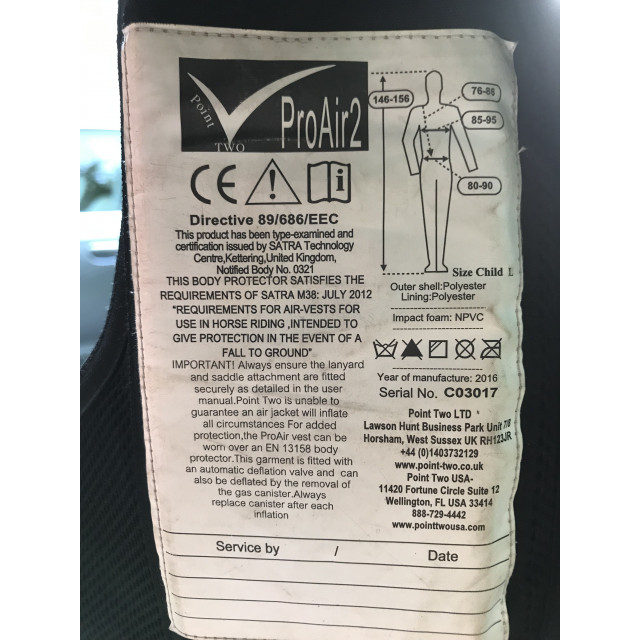 Point
TWO
ProAir2
146-156
76-86
85-95
80-90
Size Child L
CE
Directive 89/686/EEC
This product has been type-examined and
certification issued by SATRA Technology
Centre,Kettering,United Kingdom,
Notified Body No. 0321
THIS BODY PROTECTOR SATISFIES THE
REQUIREMENTS OF SATRA M38: JULY 2012
"REQUIREMENTS FOR AIR-VESTS FOR
USE IN HORSE RIDING ,INTENDED TO
GIVE PROTECTION IN THE EVENT OF A
FALL TO GROUND"
IMPORTANT! Always ensure the lanyard
and saddle attachment are fitted
securely as detailed in the user
manual.Point Two is unable to
guarantee an air jacket will inflate
all circumstances For added
protection,the ProAir vest can be
worn over an EN 13158 body
protector.This garment is fitted with
an automatic deflation valve and can
also be deflated by the removal of
the gas canister.Always
replace canister after each
inflation
Outer shell:Polyester
Lining:Polyester
Impact foam: NPVC
Year of manufacture: 2016
Serial No. C03017
Point Two LTD
Lawson Hunt Business Park Unit 7/8
Horsham, West Sussex UK RH123JR
+44 (0)1403732129
www.point-two.co.uk
Point Two USA-
11420 Fortune Circle Suite 12
Wellington, FL USA 33414
888-729-4442
www.pointtwousa.com
Service by / Date